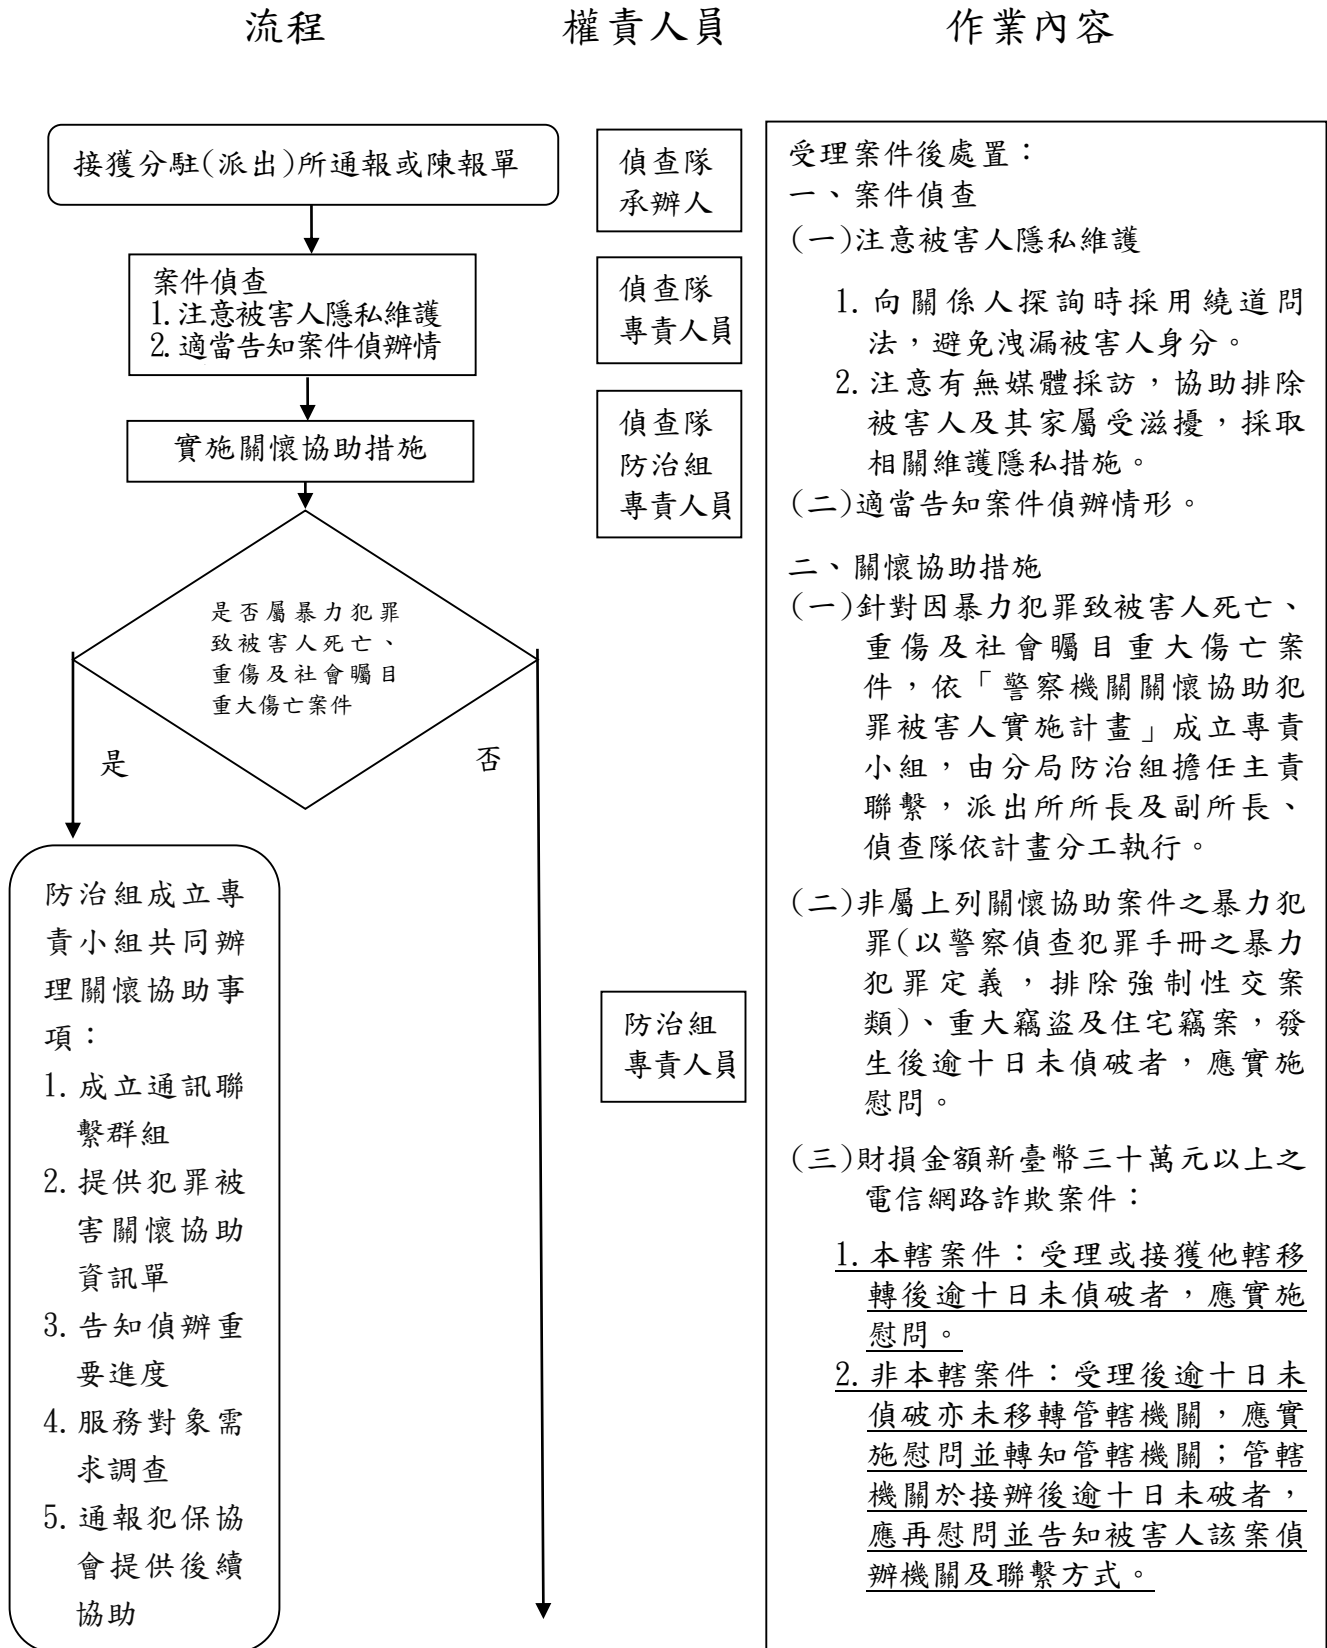 流程 權責人員 作業內容
接獲分駐(派出)所通報或陳報單
案件偵查
1.注意被害人隱私維護
2.適當告知案件偵辦情
實施關懷協助措施
是否屬暴力犯罪
致被害人死亡、
重傷及社會矚目
重大傷亡案件
是
否
防治組成立專
責小組共同辦
理關懷協助事
項：
1.成立通訊聯
繫群組
2.提供犯罪被
害關懷協助
資訊單
3.告知偵辦重
要進度
4.服務對象需
求調查
5.通報犯保協
會提供後續
協助
偵查隊
承辦人
偵查隊
專責人員
偵查隊
防治組
專責人員
防治組
專責人員
受理案件後處置：
一、案件偵查
(一)注意被害人隱私維護
1.向關係人探詢時採用繞道問
法，避免洩漏被害人身分。
2.注意有無媒體採訪，協助排除
被害人及其家屬受滋擾，採取
相關維護隱私措施。
(二)適當告知案件偵辦情形。
二、關懷協助措施
(一)針對因暴力犯罪致被害人死亡、
重傷及社會矚目重大傷亡案
件，依「警察機關關懷協助犯
罪被害人實施計畫」成立專責
小組，由分局防治組擔任主責
聯繫，派出所所長及副所長、
偵查隊依計畫分工執行。
(二)非屬上列關懷協助案件之暴力犯
罪(以警察偵查犯罪手冊之暴力
犯罪定義，排除強制性交案
類)、重大竊盜及住宅竊案，發
生後逾十日未偵破者，應實施
慰問。
(三)財損金額新臺幣三十萬元以上之
電信網路詐欺案件：
1.本轄案件：受理或接獲他轄移
轉後逾十日未偵破者，應實施
慰問。
2.非本轄案件：受理後逾十日未
偵破亦未移轉管轄機關，應實
施慰問並轉知管轄機關；管轄
機關於接辦後逾十日未破者，
應再慰問並告知被害人該案偵
辦機關及聯繫方式。